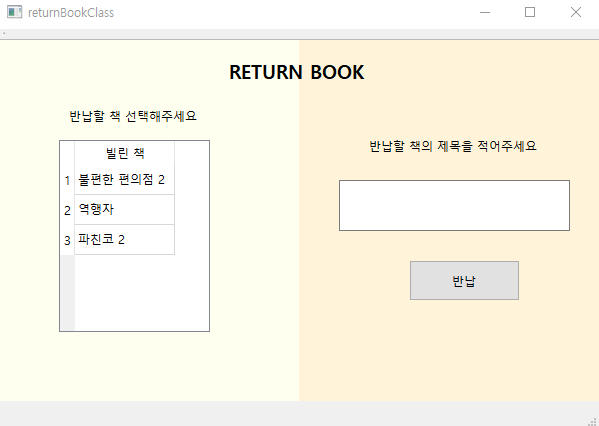 returnBookClass
RETURN BOOK
반납할 책 선택해주세요
빌린 책
1 불편한 편의점 2
2 역행자
3 파친코 2
반납할 책의 제목을 적어주세요
반납